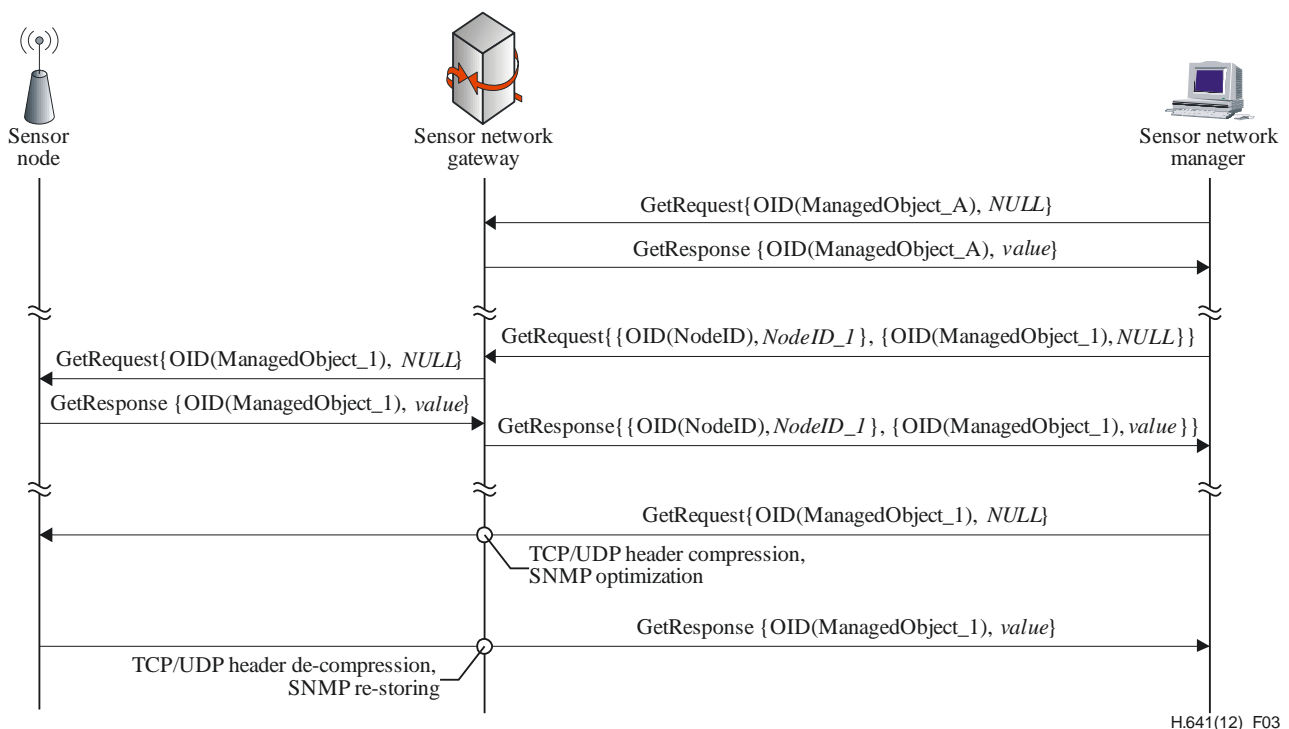 Sensor
node
Sensor network
gateway
Sensor network
manager
GetRequest{OID(ManagedObject_A), NULL}
GetResponse {OID(ManagedObject_A), value}
GetRequest{{OID(NodeID), NodeID_1}, {OID(ManagedObject_1), NULL}}
GetRequest{OID(ManagedObject_1), NULL}
GetResponse {OID(ManagedObject_1), value}
GetResponse{{OID(NodeID), NodeID_1}, {OID(ManagedObject_1), value}}
GetRequest{OID(ManagedObject_1), NULL}
TCP/UDP header compression,
SNMP optimization
GetResponse {OID(ManagedObject_1), value}
TCP/UDP header de-compression,
SNMP re-storing
H.641(12)_F03